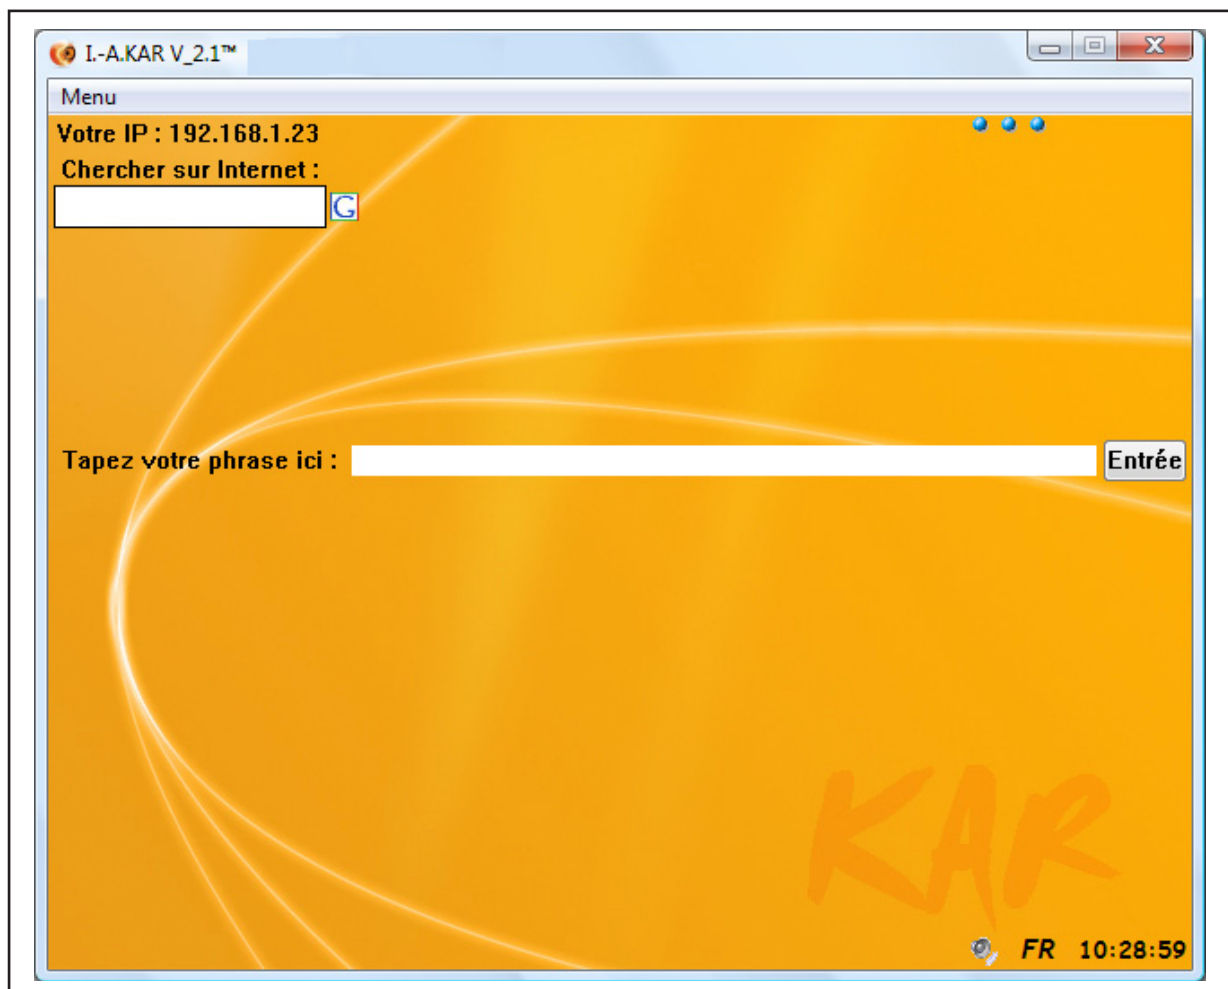 I.-A.KAR V_2.1™
Menu
Votre IP : 192.168.1.23
Chercher sur Internet :
G
Tapez votre phrase ici :
Entrée
KAR
FR 10:28:59